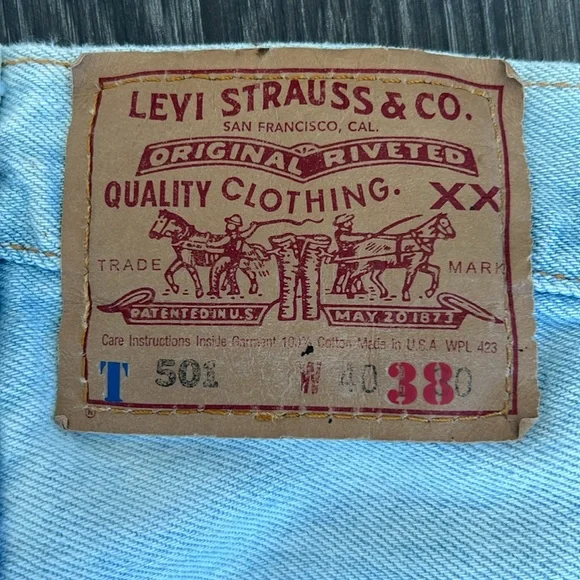 LEVI STRAUSS & CO.
SAN FRANCISCO, CAL.
ORIGINAL RIVETED
QUALITY CLOTHING. XX
TRADE MARK
PATENTED IN U.S. MAY 20 1873
Care Instructions Inside Garment 100% Cotton Made in U.S.A. WPL 423
T 501 W 40 38 0
®